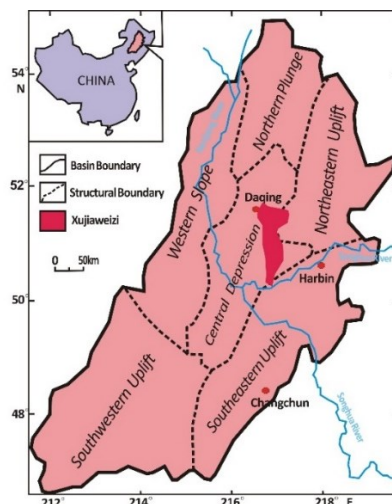 54°
N
CHINA
Basin Boundary
Structural Boundary
Xujiaweizi
0 50km
Northern Plunge
Northeastern Uplift
Western Slope
52
Daqing
Central Depression
Harbin
50
Southwestern Uplift
Southeastern Uplift
Changchun
Songhua River
48
212° 214° 216° 218° E